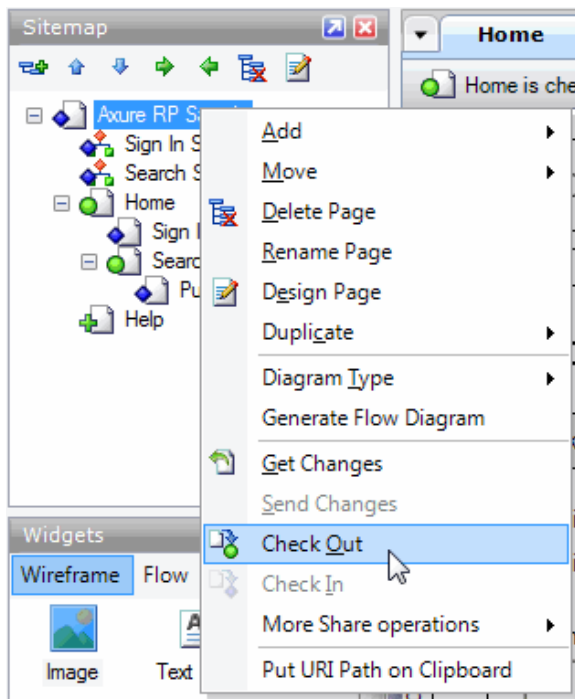 Sitemap
Home
Home is che
Axure RP
Sign In S
Search S
Home
Sign I
Searc
Pu
Help
Add
Move
Delete Page
Rename Page
Design Page
Duplicate
Diagram Type
Generate Flow Diagram
Get Changes
Send Changes
Check Out
Check In
More Share operations
Put URI Path on Clipboard
Widgets
Wireframe Flow
Image Text